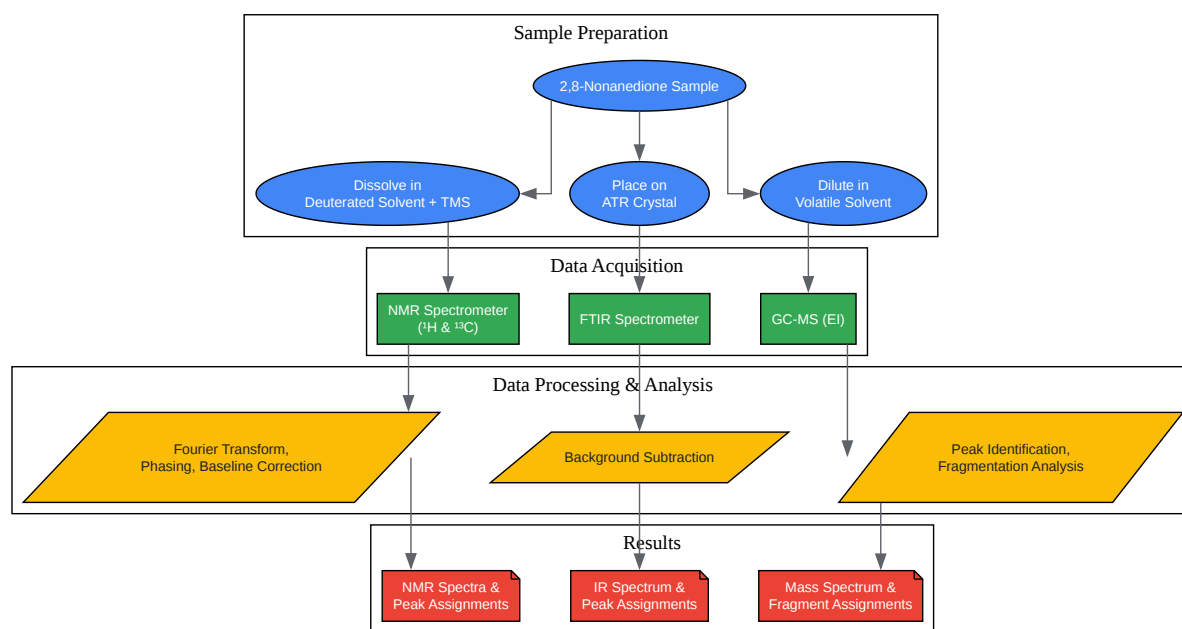 Sample Preparation
2,8-Nonanedione Sample
Dissolve in
Deuterated Solvent + TMS
Place on
ATR Crystal
Dilute in
Volatile Solvent
Data Acquisition
NMR Spectrometer
(¹H & ¹³C)
FTIR Spectrometer
GC-MS (EI)
Data Processing & Analysis
Fourier Transform,
Phasing, Baseline Correction
Background Subtraction
Peak Identification,
Fragmentation Analysis
Results
NMR Spectra &
Peak Assignments
IR Spectrum &
Peak Assignments
Mass Spectrum &
Fragment Assignments